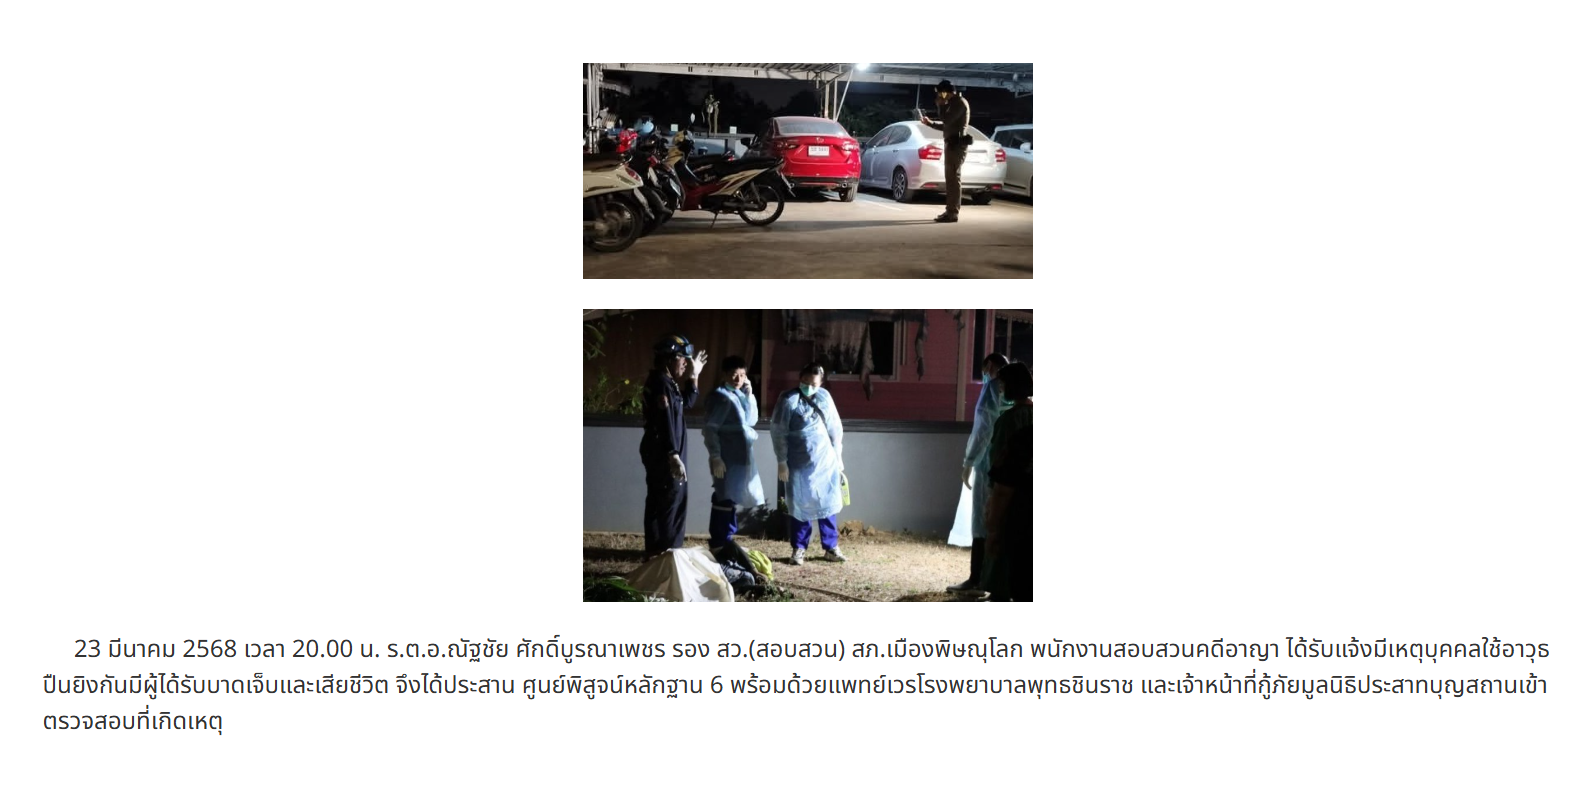 23 มีนาคม 2568 เวลา 20.00 น. ร.ต.อ.ณัฐชัย ศักดิ์บูรณาเพชร รอง สว.(สอบสวน) สภ.เมืองพิษณุโลก พนักงานสอบสวนคดีอาญา ได้รับแจ้งมีเหตุบุคคลใช้อาวุธ
ปืนยิงกันมีผู้ได้รับบาดเจ็บและเสียชีวิต จึงได้ประสาน ศูนย์พิสูจน์หลักฐาน 6 พร้อมด้วยแพทย์เวรโรงพยาบาลพุทธชินราช และเจ้าหน้าที่กู้ภัยมูลนิธิประสาทบุญสถานเข้า
ตรวจสอบที่เกิดเหตุ